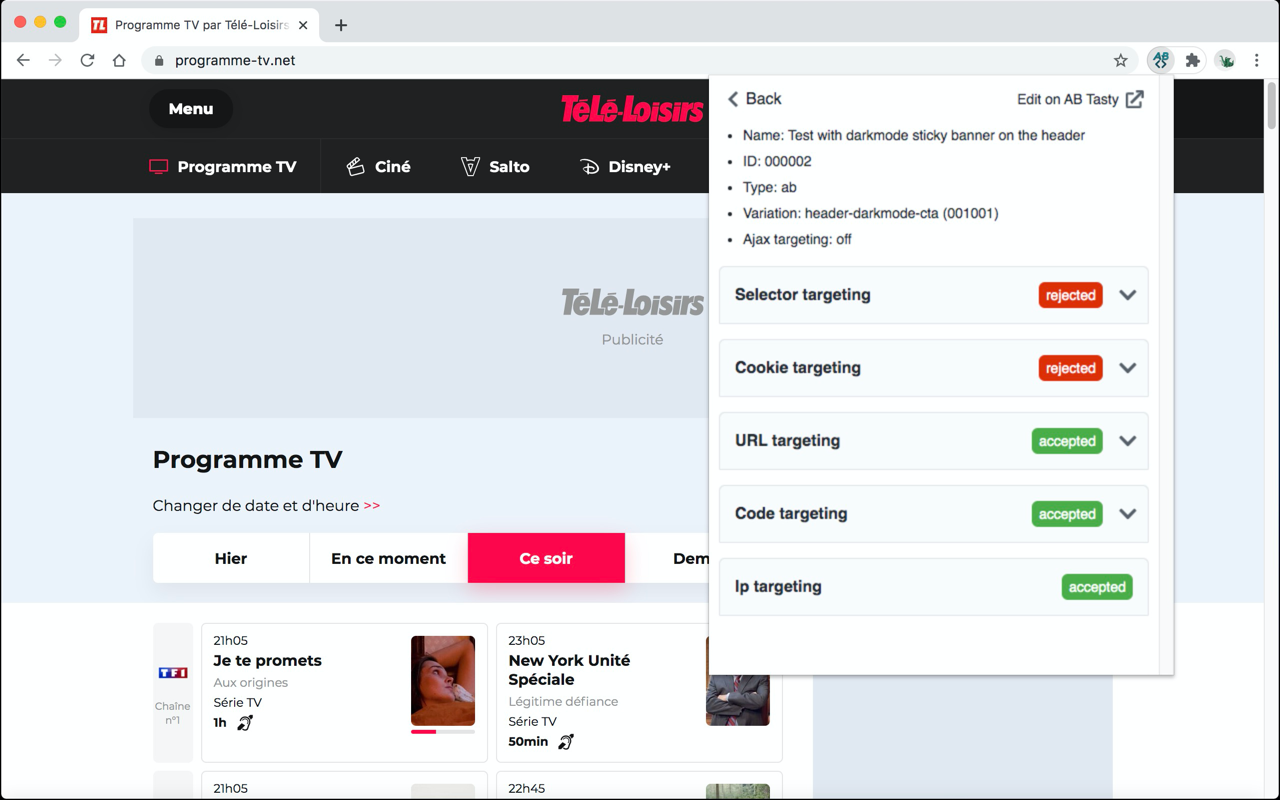 TL Programme TV par Télé-Loisirs
programme-tv.net
AB
Menu
TéLé-Loisirs
Programme TV
Ciné
Salto
Disney+
Back
Edit on AB Tasty
• Name: Test with darkmode sticky banner on the header
• ID: 000002
• Type: ab
• Variation: header-darkmode-cta (001001)
• Ajax targeting: off
Selector targeting rejected
Cookie targeting rejected
URL targeting accepted
Code targeting accepted
Ip targeting accepted
TéLé-Loisirs
Publicité
Programme TV
Changer de date et d'heure >>
Hier
En ce moment
Ce soir
Dem
TF1
Chaîne
n°1
21h05
Je te promets
Aux origines
Série TV
1h
23h05
New York Unité
Spéciale
Légitime défiance
Série TV
50min
21h05
22h45